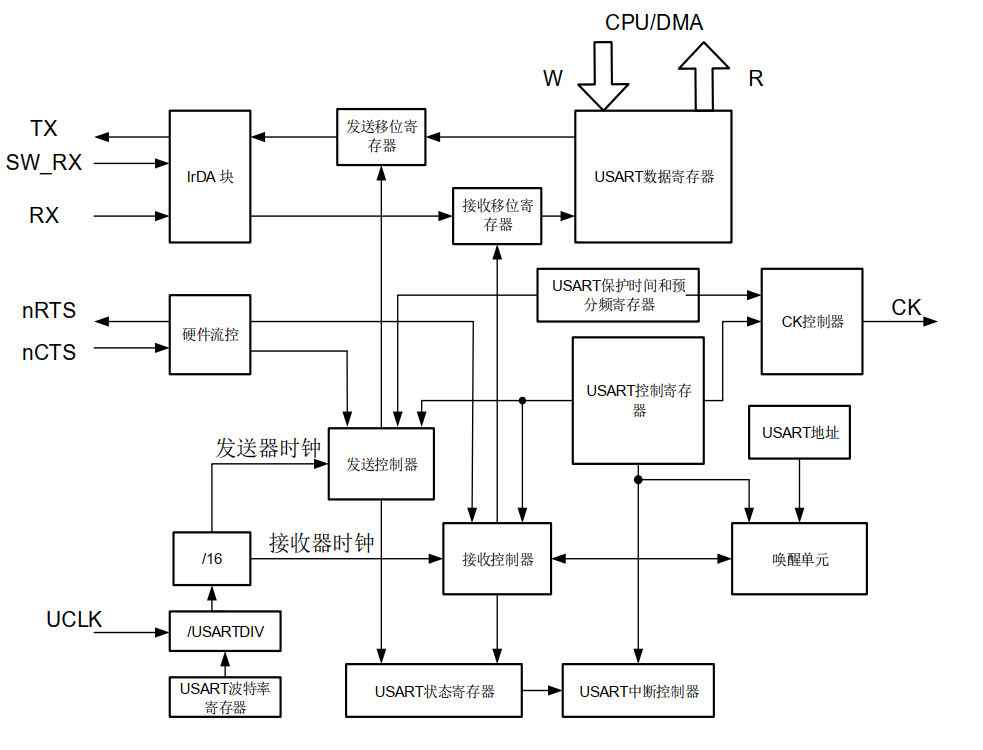 CPU/DMA
W
R
TX
SW_RX
RX
IrDA 块
发送移位寄
存器
接收移位寄
存器
USART数据寄存器
nRTS
nCTS
硬件流控
USART保护时间和预
分频寄存器
CK控制器
CK
USART控制寄存
器
USART地址
发送器时钟
发送控制器
/16
接收器时钟
接收控制器
唤醒单元
UCLK
/USARTDIV
USART波特率
寄存器
USART状态寄存器
USART中断控制器